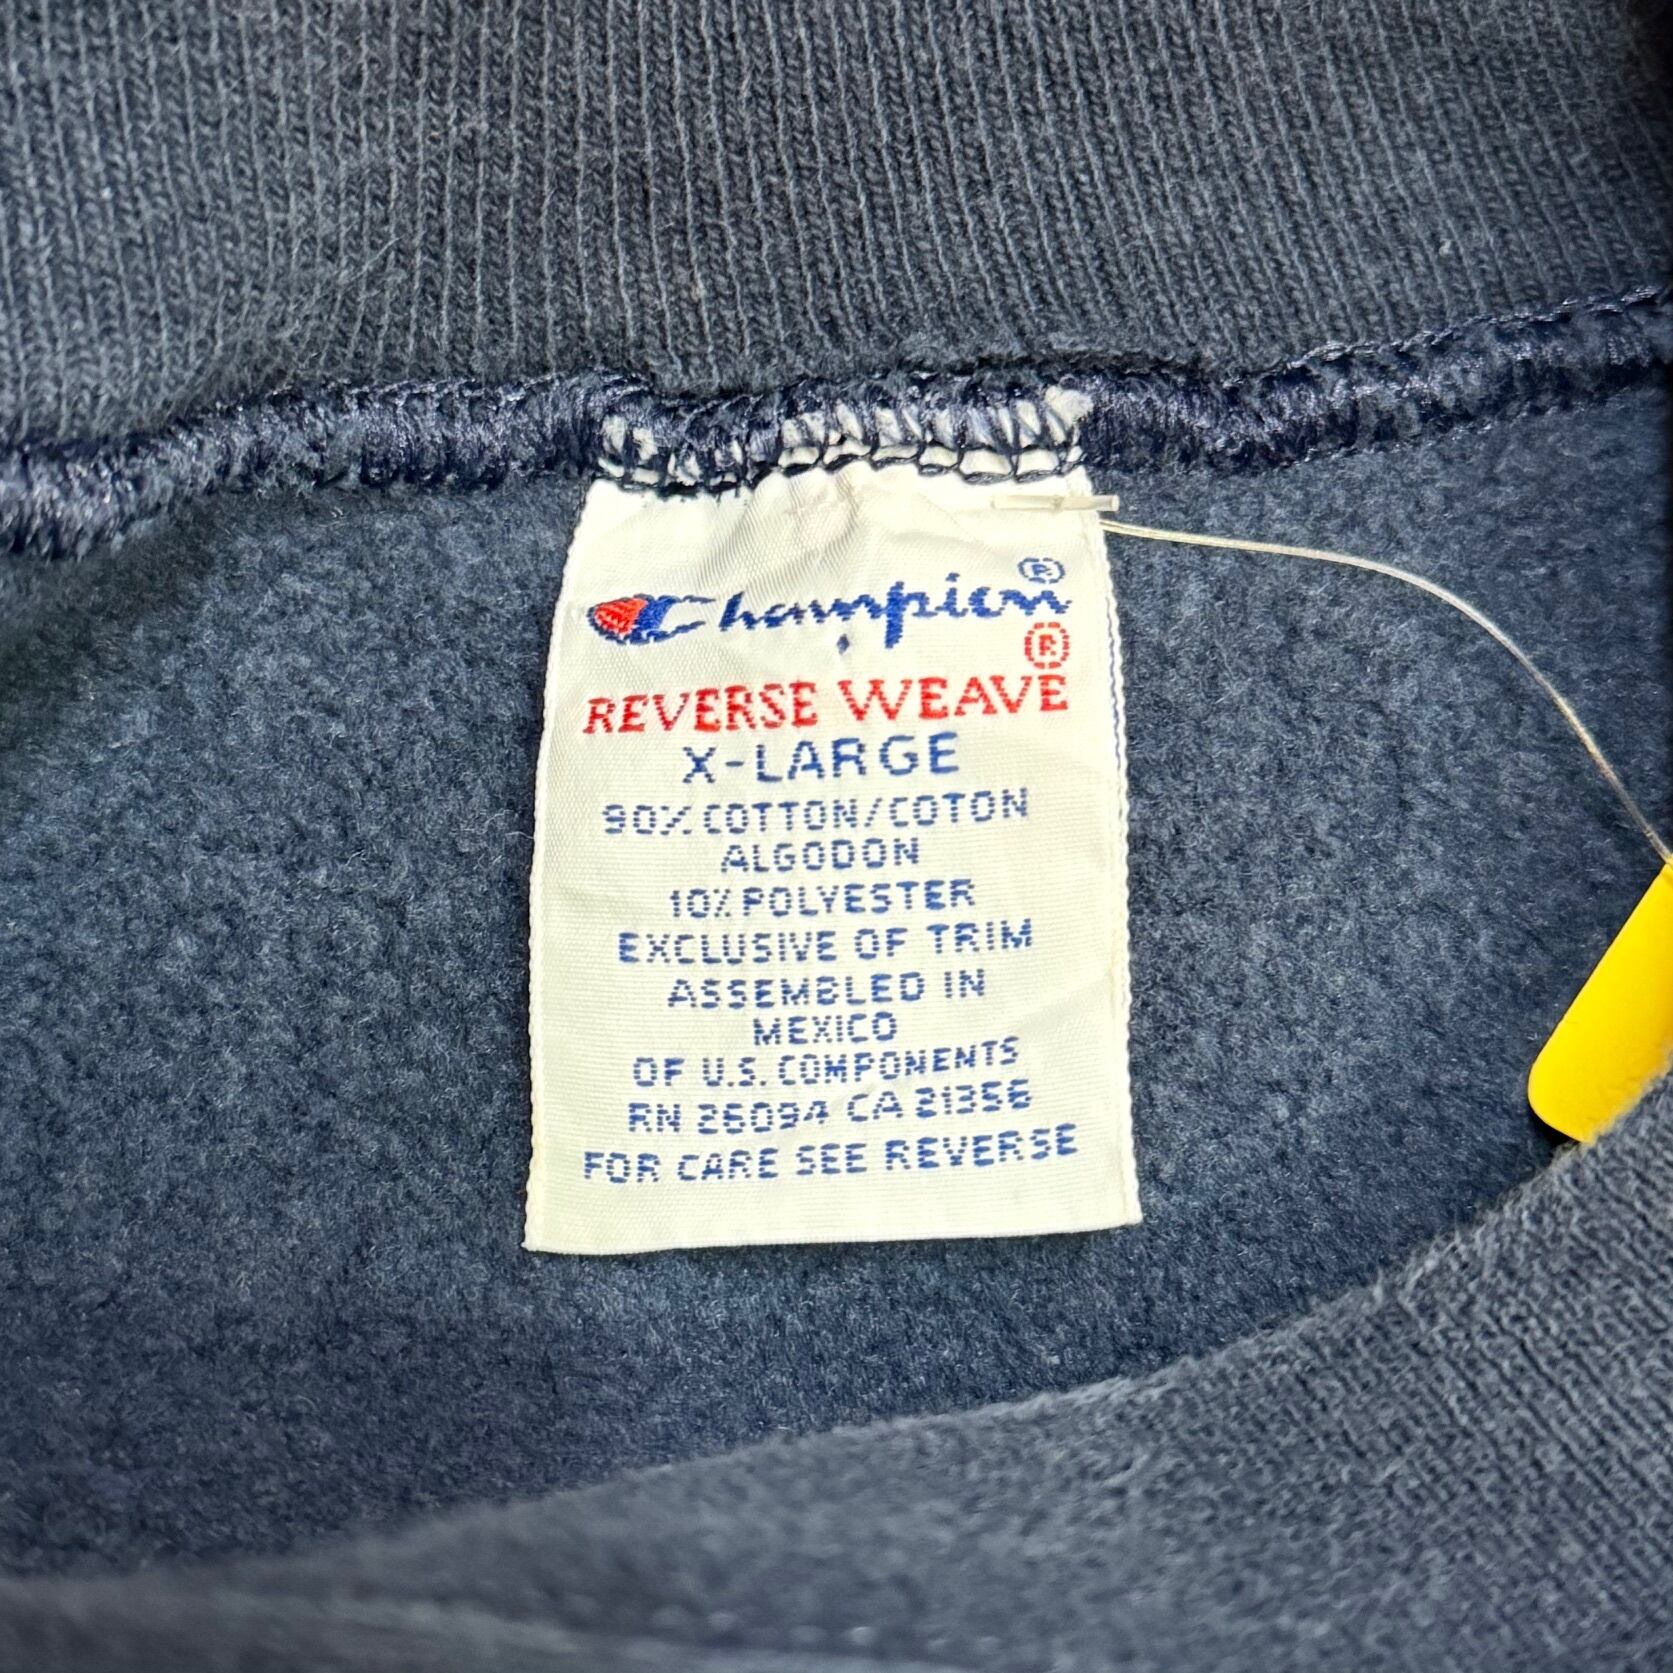 Champion®
REVERSE WEAVE®
X-LARGE
90% COTTON/COTON
ALGODON
10% POLYESTER
EXCLUSIVE OF TRIM
ASSEMBLED IN
MEXICO
OF U.S. COMPONENTS
RN 26094 CA 21356
FOR CARE SEE REVERSE